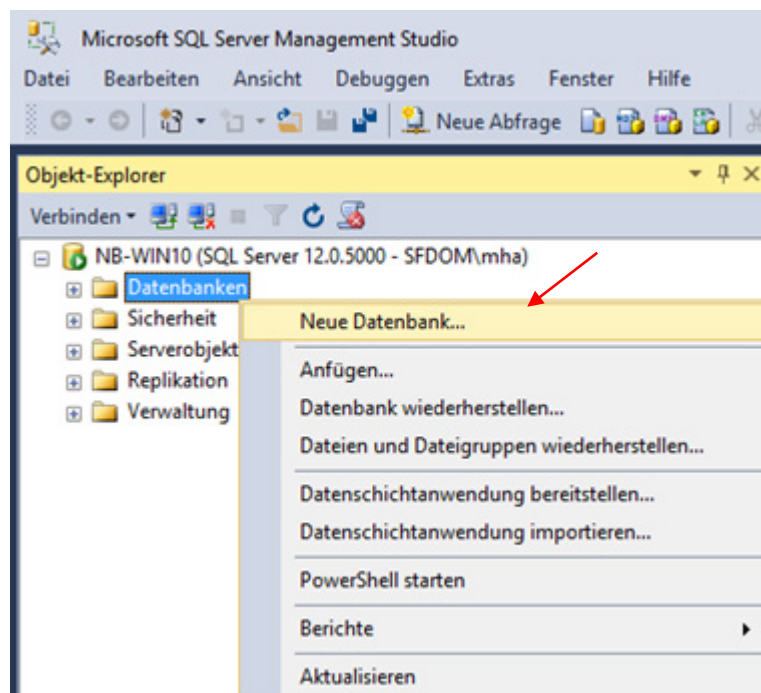 Microsoft SQL Server Management Studio
Datei Bearbeiten Ansicht Debuggen Extras Fenster Hilfe
Neue Abfrage
Objekt-Explorer
Verbinden
NB-WIN10 (SQL Server 12.0.5000 - SFDOM\mha)
Datenbanken
Sicherheit
Serverobjekt
Replikation
Verwaltung
Neue Datenbank...
Anfügen...
Datenbank wiederherstellen...
Dateien und Dateigruppen wiederherstellen...
Datenschichtanwendung bereitstellen...
Datenschichtanwendung importieren...
PowerShell starten
Berichte
Aktualisieren